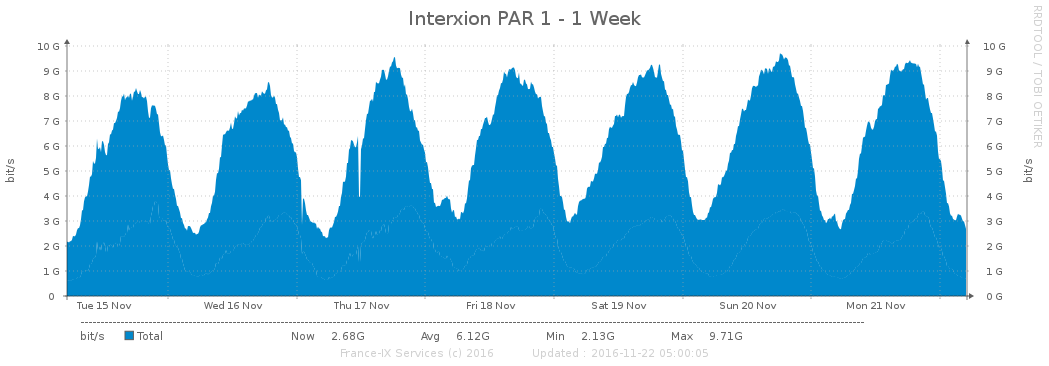 Interxion PAR 1 - 1 Week
RRDTOOL / TOBI OETIKER
10 G 10 G
9 G 9 G
8 G 8 G
7 G 7 G
6 G 6 G
5 G 5 G
4 G 4 G
3 G 3 G
2 G 2 G
1 G 1 G
0 0 G
bit/s
bit/s
Tue 15 Nov Wed 16 Nov Thu 17 Nov Fri 18 Nov Sat 19 Nov Sun 20 Nov Mon 21 Nov
bit/s Total Now 2.68G Avg 6.12G Min 2.13G Max 9.71G
France-IX Services (c) 2016 Updated : 2016-11-22 05:00:05